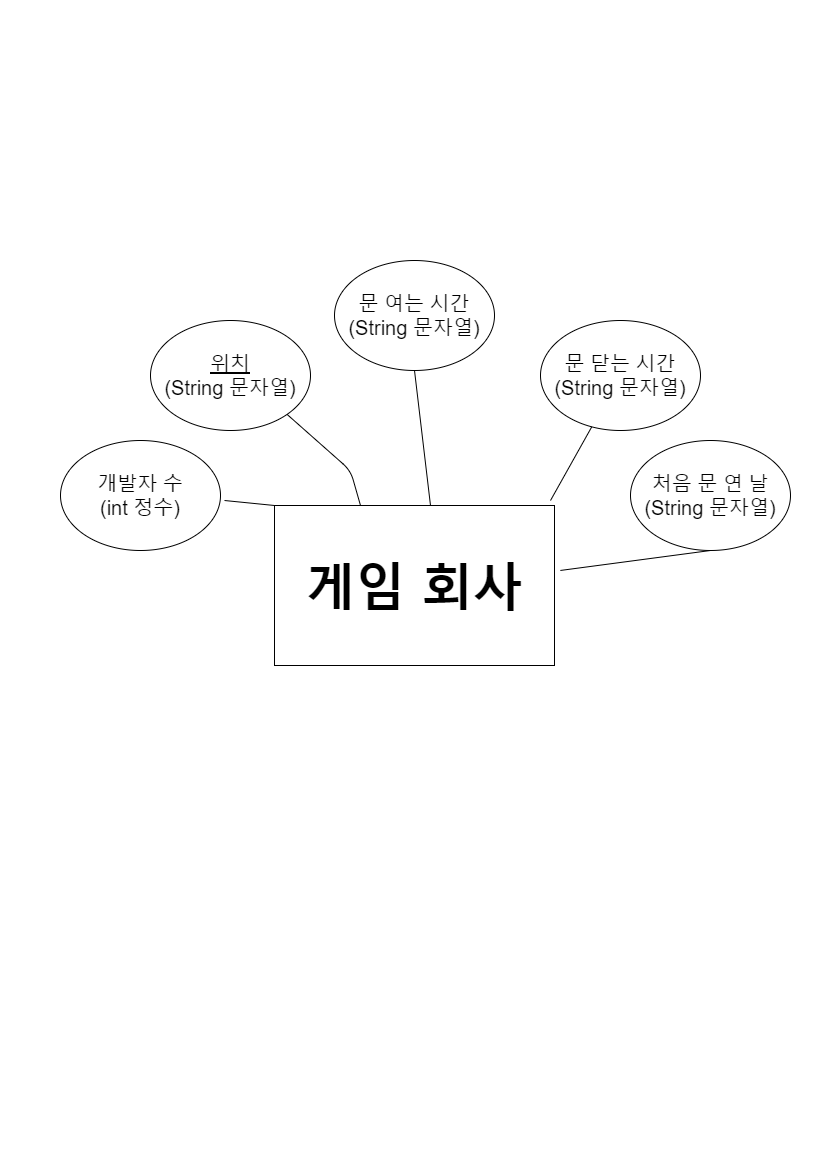 문 여는 시간
(String 문자열)
위치
(String 문자열)
문 닫는 시간
(String 문자열)
개발자 수
(int 정수)
처음 문 연 날
(String 문자열)
게임 회사